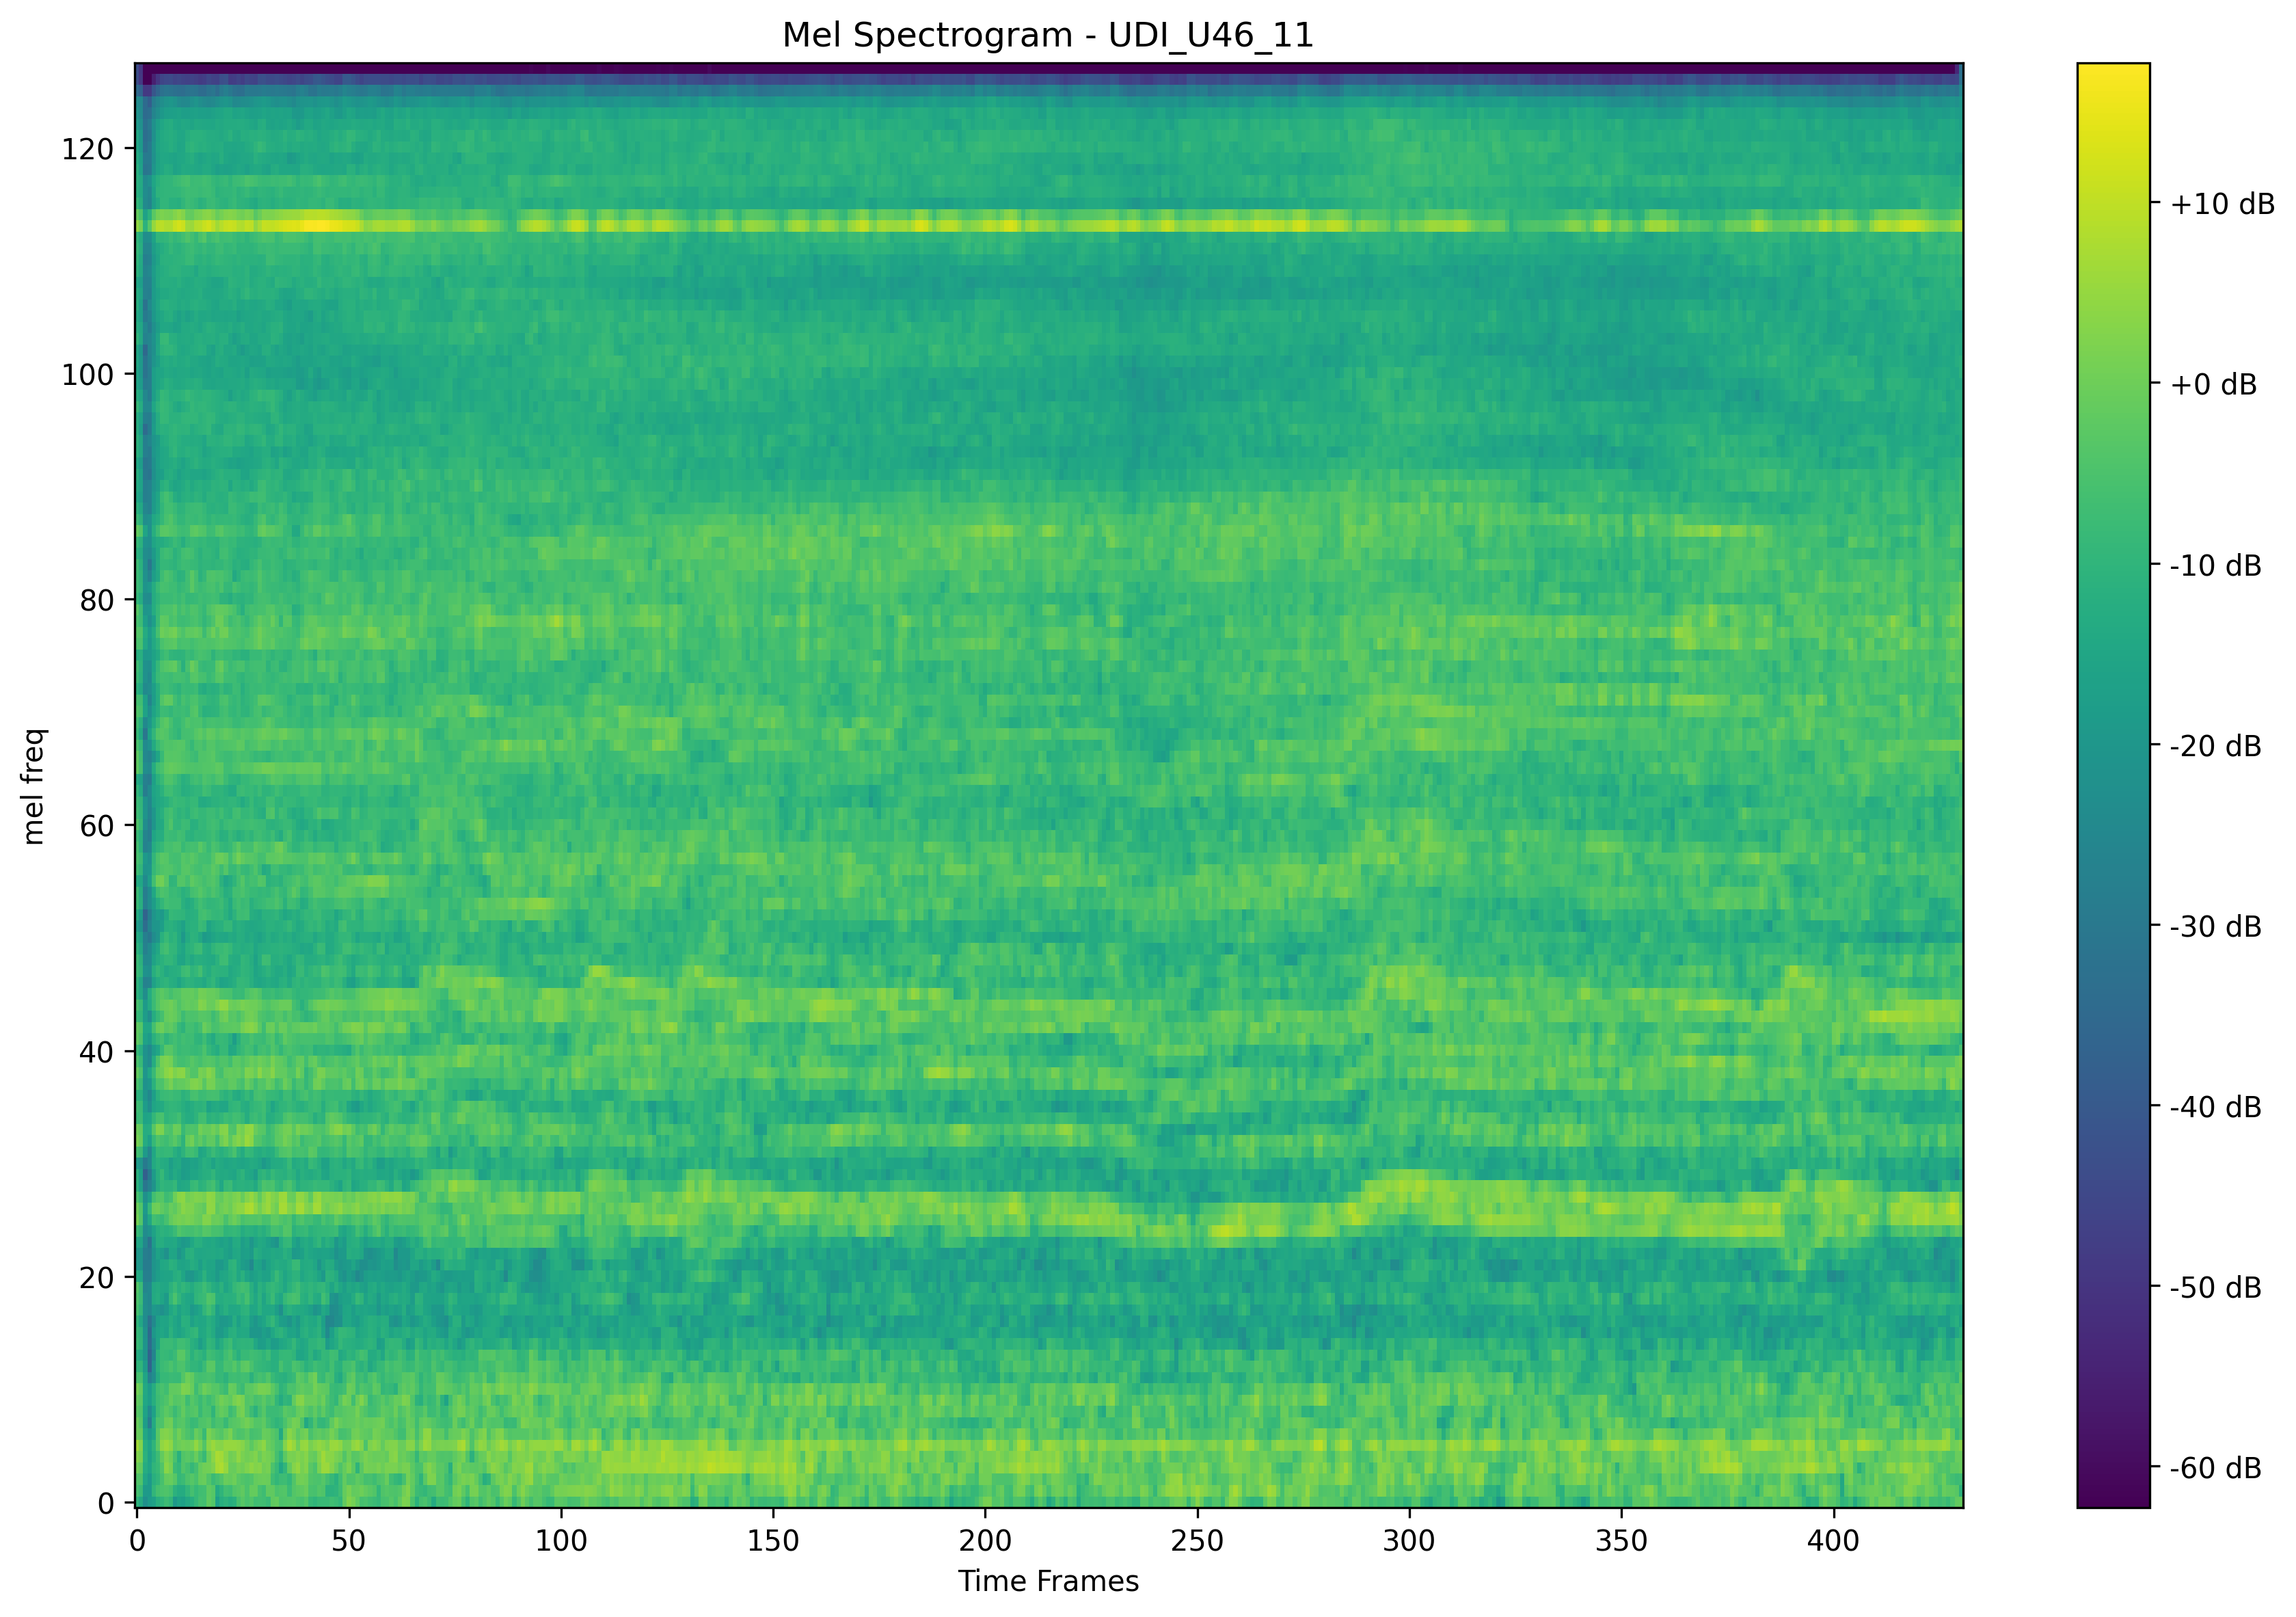 Mel Spectrogram - UDI_U46_11
mel freq
120
100
80
60
40
20
0
0 50 100 150 200 250 300 350 400
Time Frames
+10 dB
+0 dB
-10 dB
-20 dB
-30 dB
-40 dB
-50 dB
-60 dB